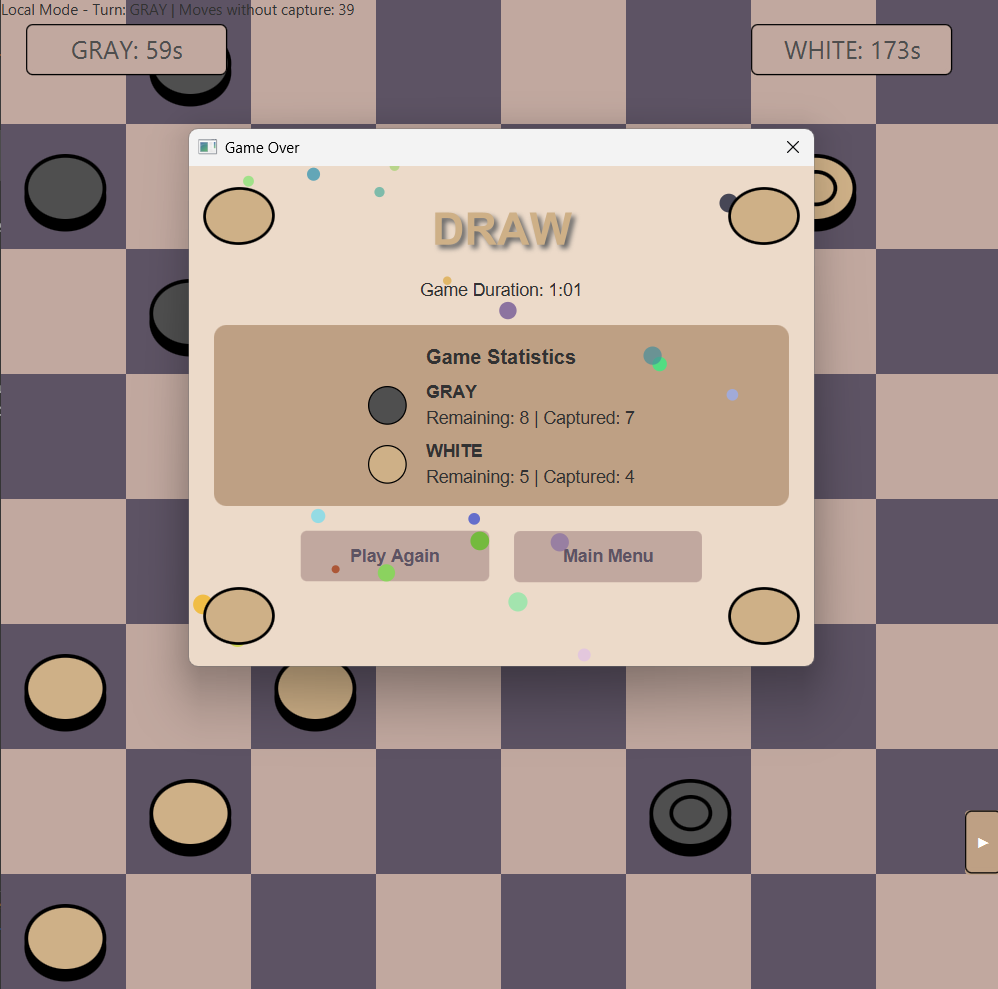 Local Mode - Turn: GRAY | Moves without capture: 39
GRAY: 59s
WHITE: 173s
Game Over
DRAW
Game Duration: 1:01
Game Statistics
GRAY
Remaining: 8 | Captured: 7
WHITE
Remaining: 5 | Captured: 4
Play Again
Main Menu